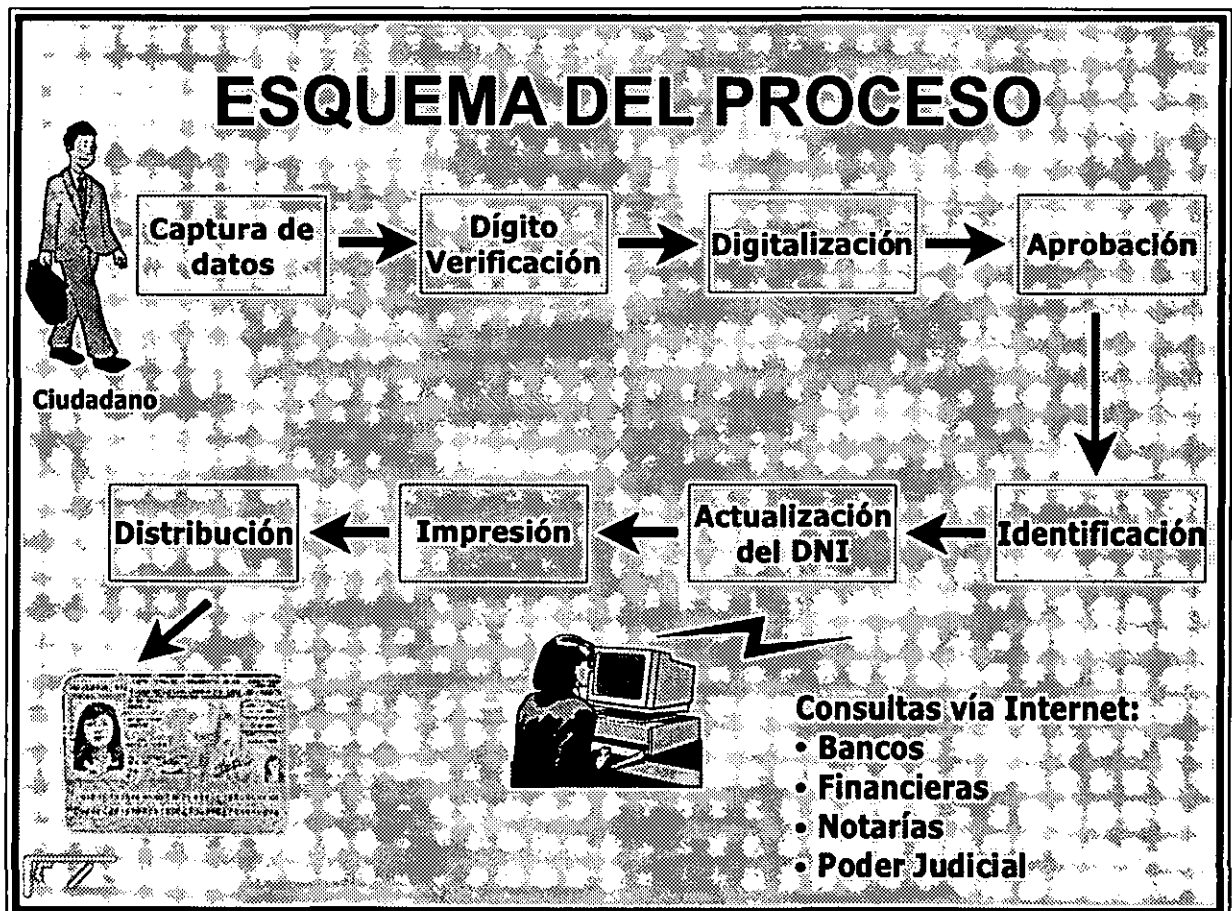 ESQUEMA DEL PROCESO
Captura de
datos
Dígito
Verificación
Digitalización
Aprobación
Ciudadano
Distribución
Impresión
Actualización
del DNI
Identificación
Consultas vía Internet:
• Bancos
• Financieras
• Notarías
• Poder Judicial